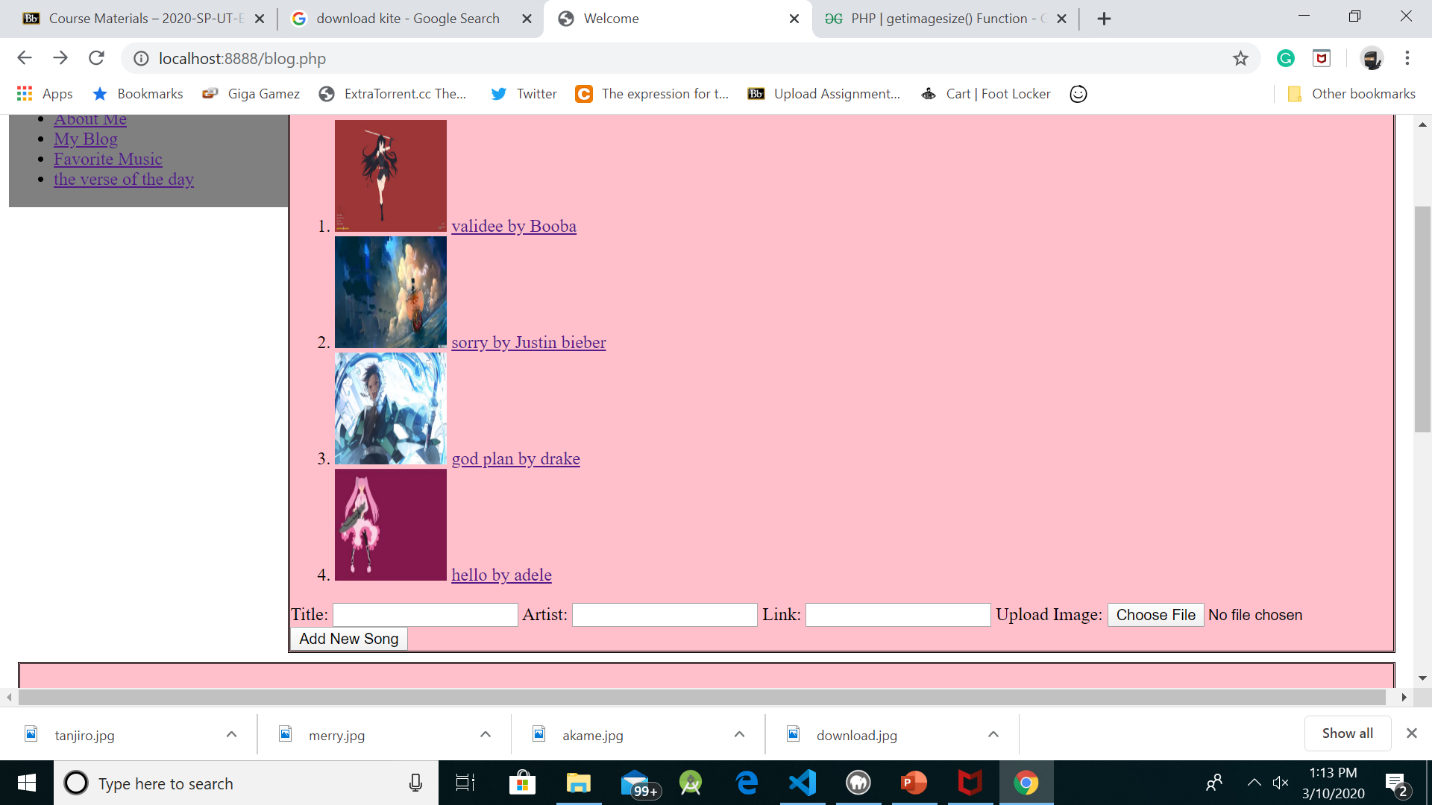 Course Materials – 2020-SP-UT-E
download kite - Google Search
Welcome
PHP | getimagesize() Function - G
localhost:8888/blog.php
Apps
Bookmarks
Giga Gamez
ExtraTorrent.cc The...
Twitter
The expression for t...
Upload Assignment...
Cart | Foot Locker
Other bookmarks
About Me
My Blog
Favorite Music
the verse of the day
1. validee by Booba
2. sorry by Justin bieber
3. god plan by drake
4. hello by adele
Title: Artist: Link: Upload Image: Choose File No file chosen
Add New Song
tanjiro.jpg
merry.jpg
akame.jpg
download.jpg
Show all
Type here to search
99+
1:13 PM
3/10/2020
2